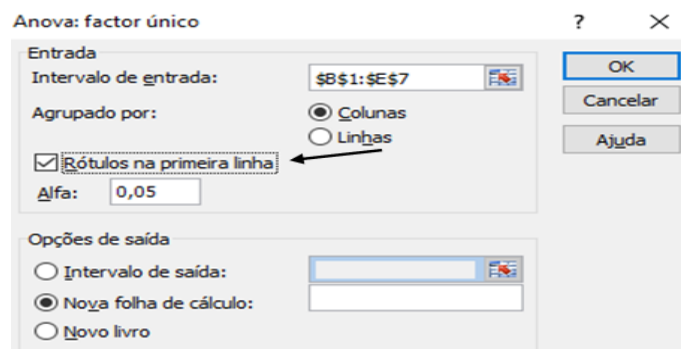 Anova: factor único ? ×
Entrada
Intervalo de entrada: $B$1:$E$7
OK
Cancelar
Ajuda
Agrupado por: Colunas
Linhas
Rótulos na primeira linha
Alfa: 0,05
Opções de saída
Intervalo de saída:
Nova folha de cálculo:
Novo livro